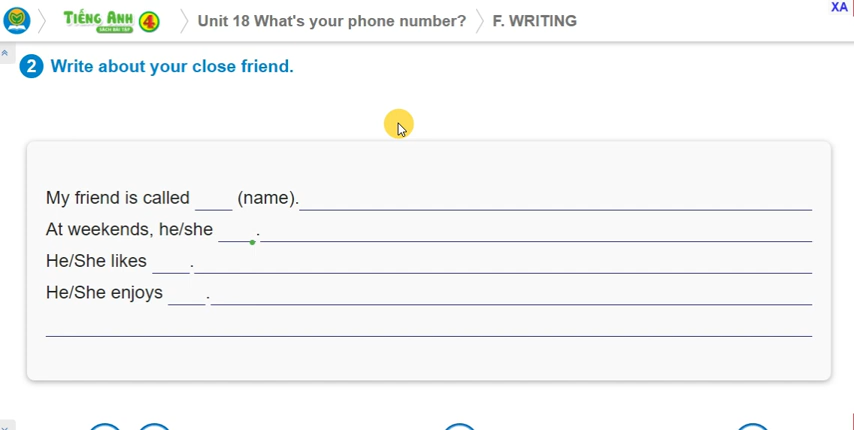 TIẾNG ANH 4
SÁCH BÀI TẬP
Unit 18 What's your phone number?
F. WRITING
XA
2 Write about your close friend.
My friend is called ____ (name).
At weekends, he/she ____.
He/She likes ____.
He/She enjoys ____.